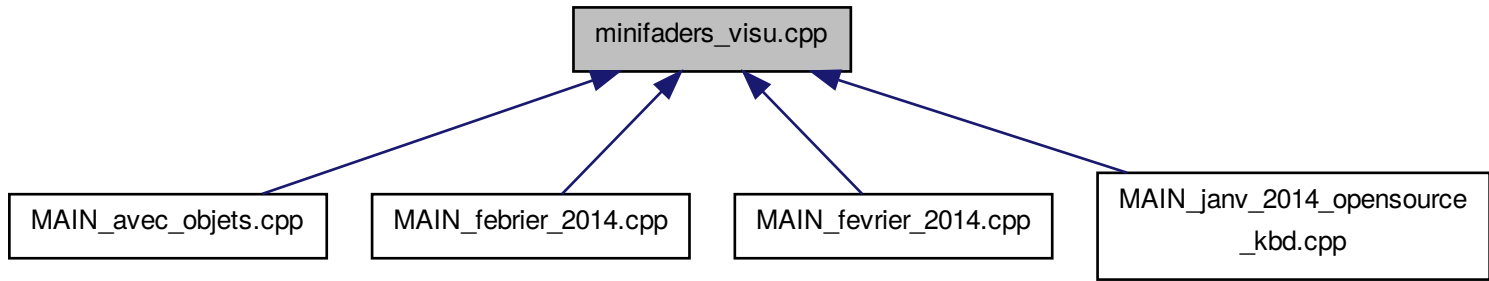 minifaders_visu.cpp
MAIN_avec_objets.cpp
MAIN_febrier_2014.cpp
MAIN_fevrier_2014.cpp
MAIN_janv_2014_opensource
_kbd.cpp